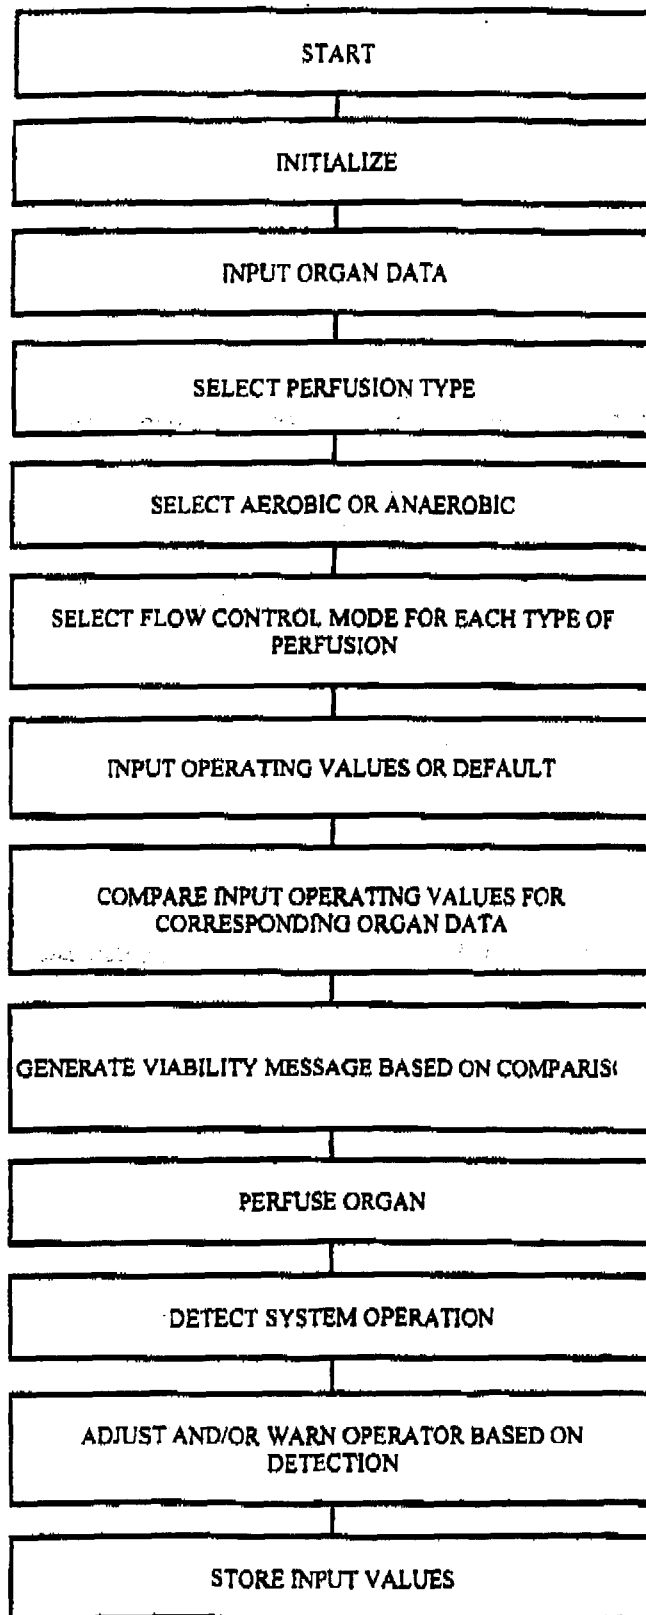 START
INITIALIZE
INPUT ORGAN DATA
SELECT PERFUSION TYPE
SELECT AEROBIC OR ANAEROBIC
SELECT FLOW CONTROL MODE FOR EACH TYPE OF
PERFUSION
INPUT OPERATING VALUES OR DEFAULT
COMPARE INPUT OPERATING VALUES FOR
CORRESPONDING ORGAN DATA
GENERATE VIABILITY MESSAGE BASED ON
PERFUSE ORGAN
DETECT SYSTEM OPERATION
ADJUST AND/OR WARN OPERATOR BASED ON
DETECTION
STORE INPUT VALUES